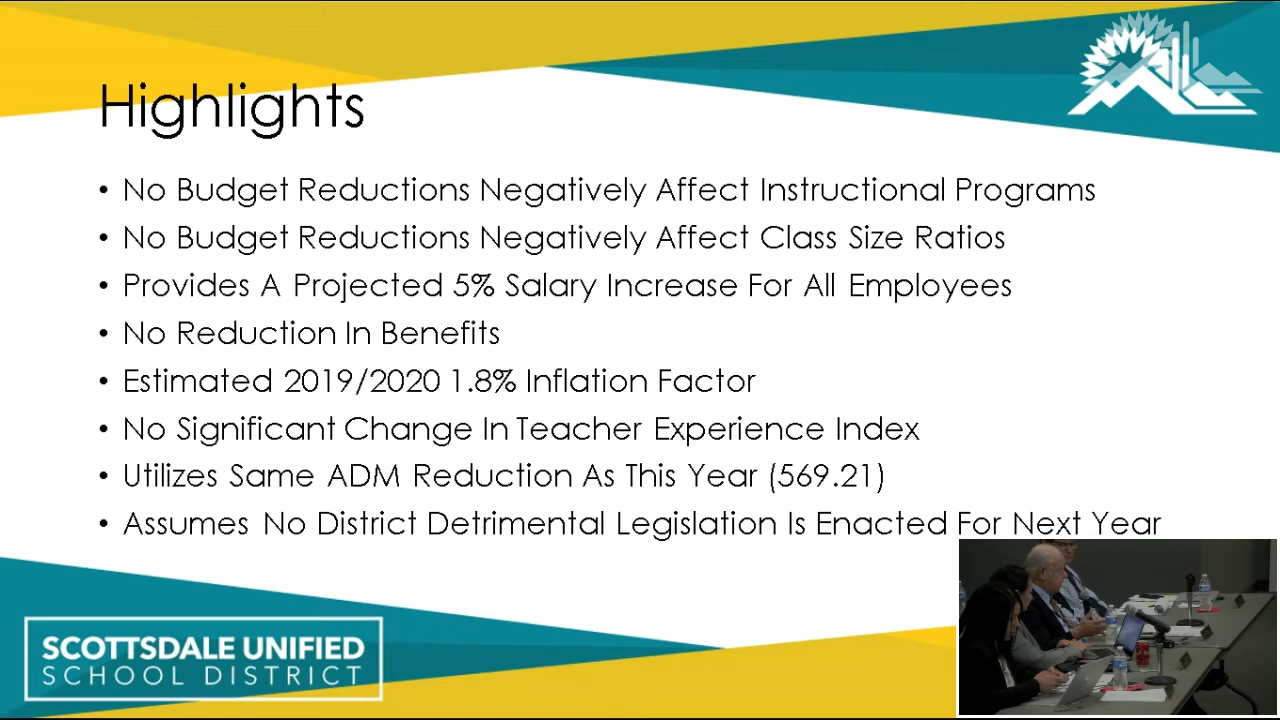 Highlights
• No Budget Reductions Negatively Affect Instructional Programs
• No Budget Reductions Negatively Affect Class Size Ratios
• Provides A Projected 5% Salary Increase For All Employees
• No Reduction In Benefits
• Estimated 2019/2020 1.8% Inflation Factor
• No Significant Change In Teacher Experience Index
• Utilizes Same ADM Reduction As This Year (569.21)
• Assumes No District Detrimental Legislation Is Enacted For Next Year
SCOTTSDALE UNIFIED
SCHOOL DISTRICT